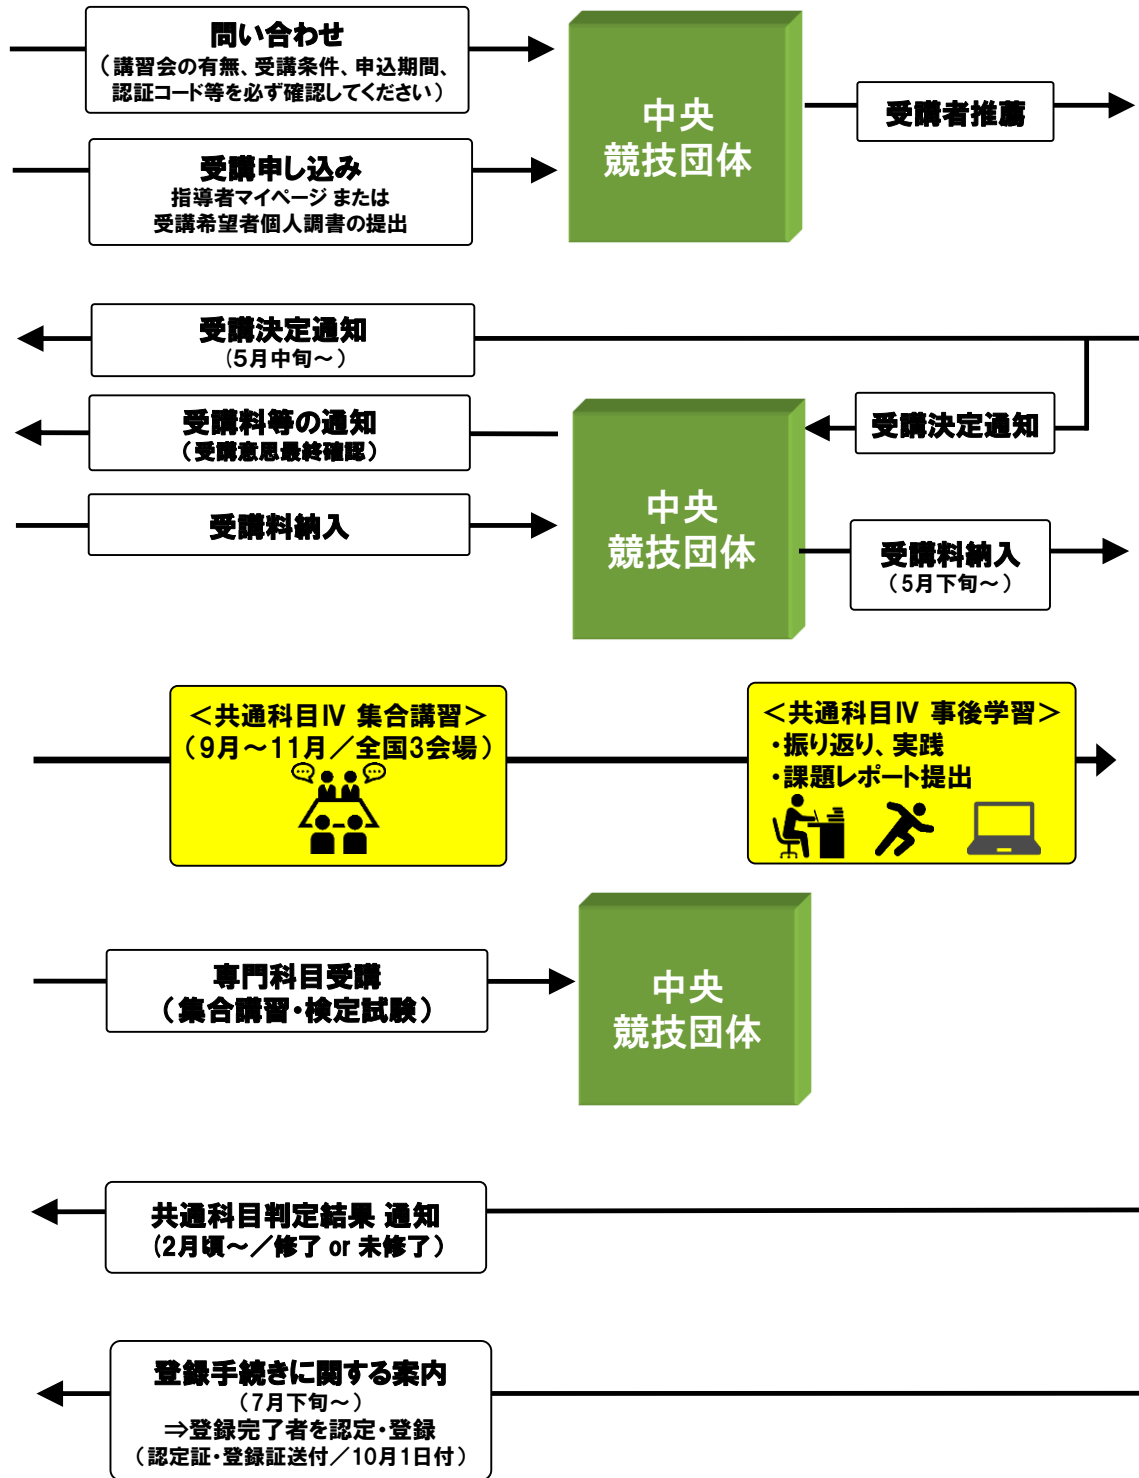 問い合わせ
（講習会の有無、受講条件、申込期間、
認証コード等を必ず確認してください）
中央
競技団体
受講者推薦
受講申し込み
指導者マイページ または
受講希望者個人調書の提出
受講決定通知
（5月中旬～）
受講料等の通知
（受講意思最終確認）
受講決定通知
中央
競技団体
受講料納入
受講料納入
（5月下旬～）
＜共通科目Ⅳ 集合講習＞
（9月～11月／全国3会場）
＜共通科目Ⅳ 事後学習＞
・振り返り、実践
・課題レポート提出
専門科目受講
（集合講習・検定試験）
中央
競技団体
共通科目判定結果 通知
（2月頃～／修了 or 未修了）
登録手続きに関する案内
（7月下旬～）
⇒登録完了者を認定・登録
（認定証・登録証送付／10月1日付）